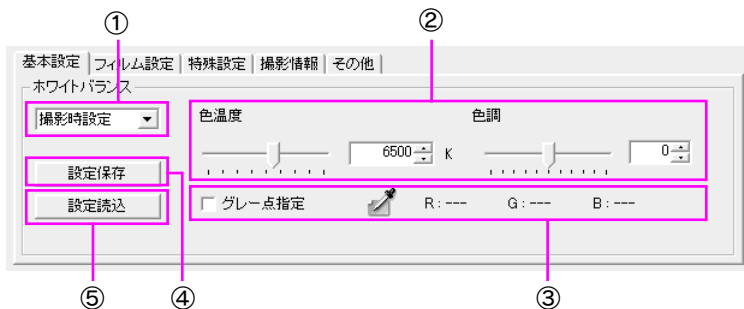 ① ②
基本設定 フィルム設定 特殊設定 撮影情報 その他
ホワイトバランス
撮影時設定 色温度 色調
6500 K 0
設定保存
設定読込 グレー点指定 R:--- G:--- B:---
⑤ ④ ③